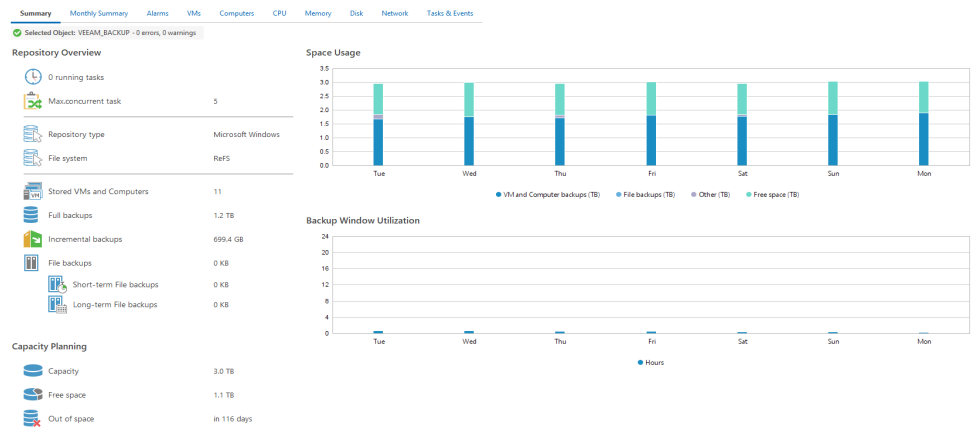 Summary Monthly Summary Alarms VMs Computers CPU Memory Disk Network Tasks & Events
Selected Object: VEEAM_BACKUP - 0 errors, 0 warnings
Repository Overview
0 running tasks
Max.concurrent task 5
Repository type Microsoft Windows
File system ReFS
Stored VMs and Computers 11
Full backups 1.2 TB
Incremental backups 699.4 GB
File backups 0 KB
Short-term File backups 0 KB
Long-term File backups 0 KB
Capacity Planning
Capacity 3.0 TB
Free space 1.1 TB
Out of space in 116 days
Space Usage
3.5
3.0
2.5
2.0
1.5
1.0
0.5
0.0
Tue Wed Thu Fri Sat Sun Mon
VM and Computer backups (TB) File backups (TB) Other (TB) Free space (TB)
Backup Window Utilization
24
20
16
12
8
4
0
Tue Wed Thu Fri Sat Sun Mon
Hours